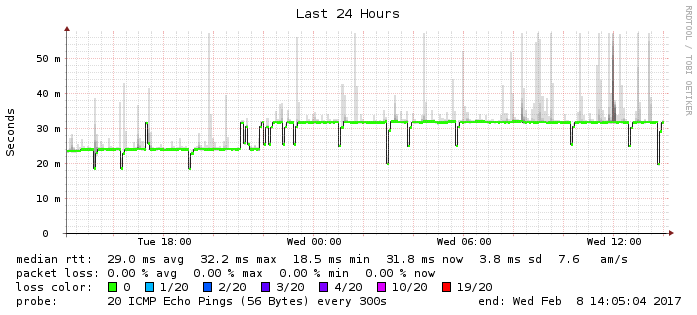 Last 24 Hours
RRDTOOL / TOBI OETIKER
Seconds
50 m
40 m
30 m
20 m
10 m
0
Tue 18:00 Wed 00:00 Wed 06:00 Wed 12:00
median rtt: 29.0 ms avg 32.2 ms max 18.5 ms min 31.8 ms now 3.8 ms sd 7.6 am/s
packet loss: 0.00 % avg 0.00 % max 0.00 % min 0.00 % now
loss color: 0 1/20 2/20 3/20 4/20 10/20 19/20
probe: 20 ICMP Echo Pings (56 Bytes) every 300s end: Wed Feb 8 14:05:04 2017